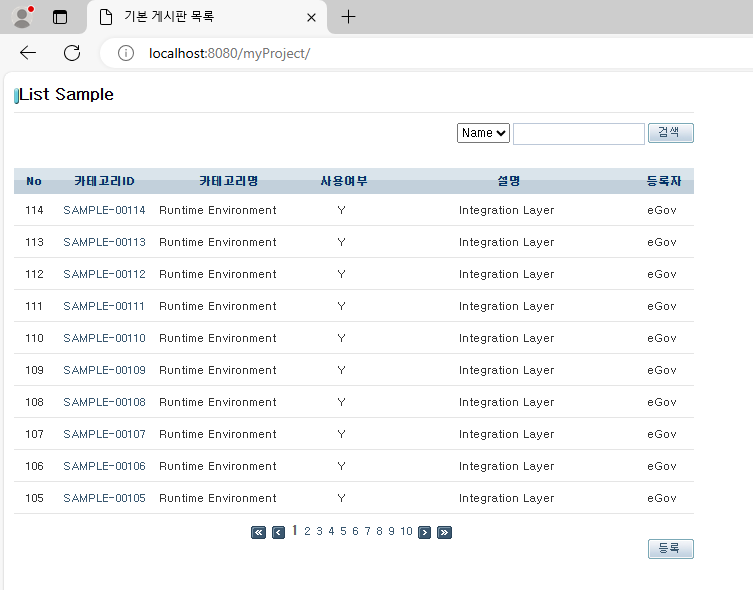 기본 게시판 목록
localhost:8080/myProject/
List Sample
Name 검색
No 카테고리ID 카테고리명 사용여부 설명 등록자
114 SAMPLE-00114 Runtime Environment Y Integration Layer eGov
113 SAMPLE-00113 Runtime Environment Y Integration Layer eGov
112 SAMPLE-00112 Runtime Environment Y Integration Layer eGov
111 SAMPLE-00111 Runtime Environment Y Integration Layer eGov
110 SAMPLE-00110 Runtime Environment Y Integration Layer eGov
109 SAMPLE-00109 Runtime Environment Y Integration Layer eGov
108 SAMPLE-00108 Runtime Environment Y Integration Layer eGov
107 SAMPLE-00107 Runtime Environment Y Integration Layer eGov
106 SAMPLE-00106 Runtime Environment Y Integration Layer eGov
105 SAMPLE-00105 Runtime Environment Y Integration Layer eGov
1 2 3 4 5 6 7 8 9 10
등록